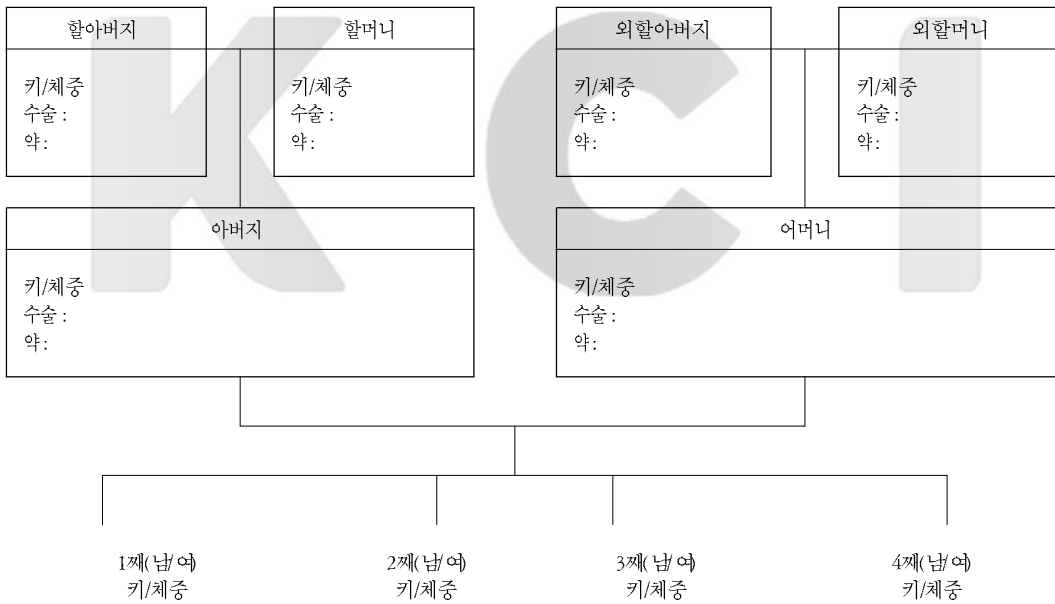 할아버지 할머니 외할아버지 외할머니
키/체중 키/체중 키/체중 키/체중
수술 : 수술 : 수술 : 수술 :
약 : 약 : 약 : 약 :
아버지 어머니
키/체중 키/체중
수술 : 수술 :
약 : 약 :
1째(남/여) 2째(남/여) 3째(남/여) 4째(남/여)
키/체중 키/체중 키/체중 키/체중
KCI